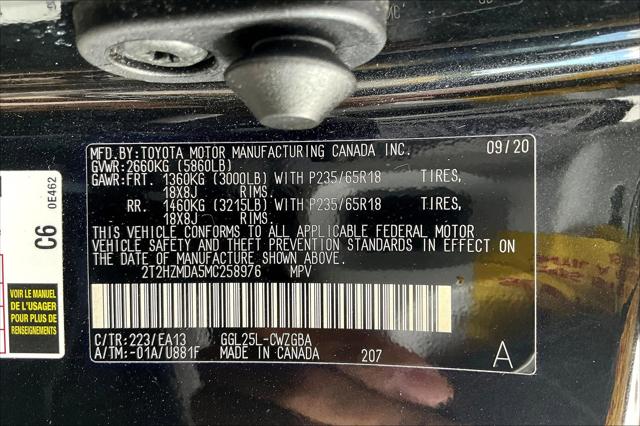 MFD.BY:TOYOTA MOTOR MANUFACTURING CANADA INC. 09/20
GVWR:2660KG (5860LB)
GAWR:FRT. 1360KG (3000LB) WITH P235/65R18 TIRES,
18X8J RIMS,
RR. 1460KG (3215LB) WITH P235/65R18 TIRES,
18X8J RIMS,
THIS VEHICLE CONFORMS TO ALL APPLICABLE FEDERAL MOTOR
VEHICLE SAFETY AND THEFT PREVENTION STANDARDS IN EFFECT ON
THE DATE OF MANUFACTURE SHOWN ABOVE.
2T2HZMDA5MC258976 MPV
C/TR:223/EA13 GGL25L-CWZGBA
A/TM:-01A/U881F MADE IN CANADA 207 A
C6
0E462
VOIR LE MANUEL
DE L'USAGER
POUR PLUS DE
RENSEIGNEMENTS